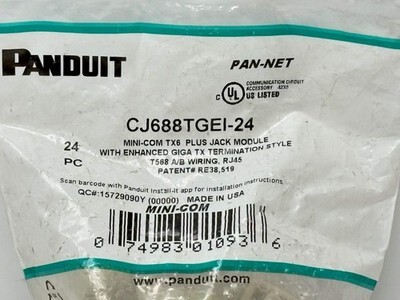 PANDUIT
PAN-NET
UL
COMMUNICATION CIRCUIT
ACCESSORY 42X9
US LISTED
CJ688TGEI-24
24
PC
MINI-COM TX6 PLUS JACK MODULE
WITH ENHANCED GIGA TX TERMINATION STYLE
T568 A/B WIRING, RJ45
PATENT# RE38,519
Scan barcode with Panduit Install-It app for installation instructions
QC#:15729090Y (00000) MADE IN USA
MINI-COM
0 74983 01093 6
www.panduit.com